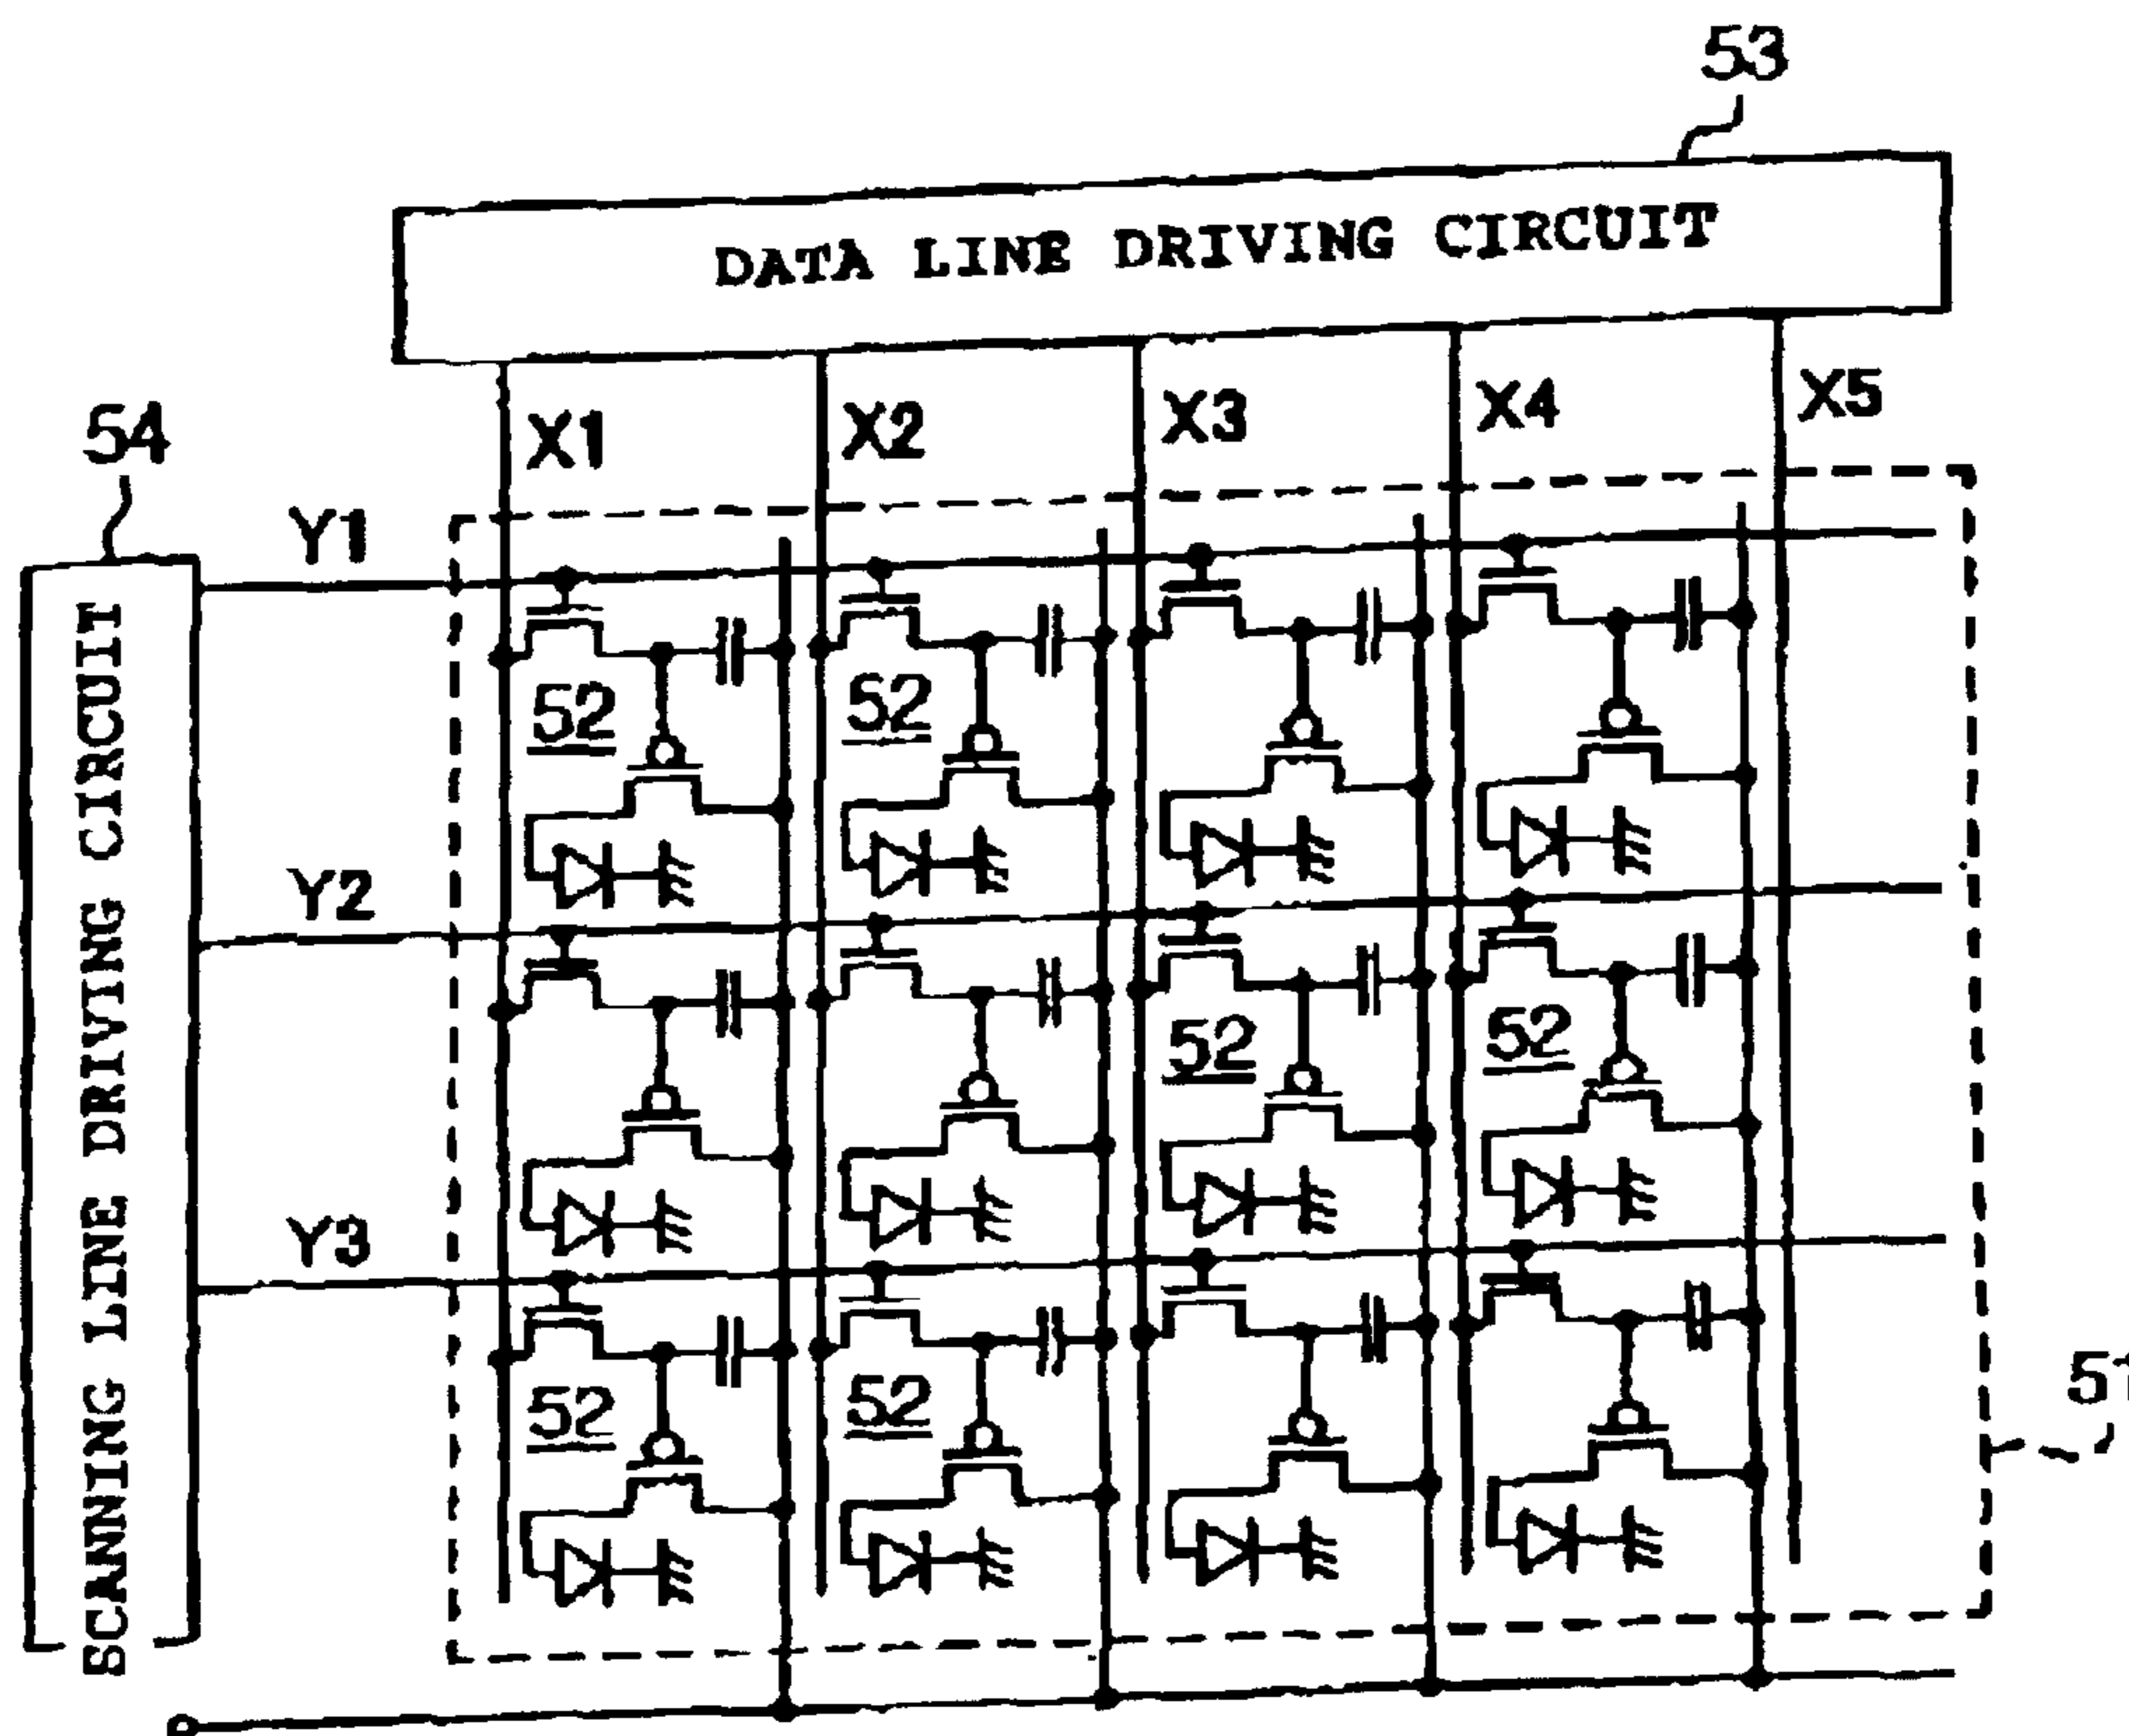 53
DATA LINE DRIVING CIRCUIT
54
X1
X2
X3
X4
X5
Y1
52
52
Y2
52
52
Y3
52
52
51
SCANNING LINE DRIVING CIRCUIT